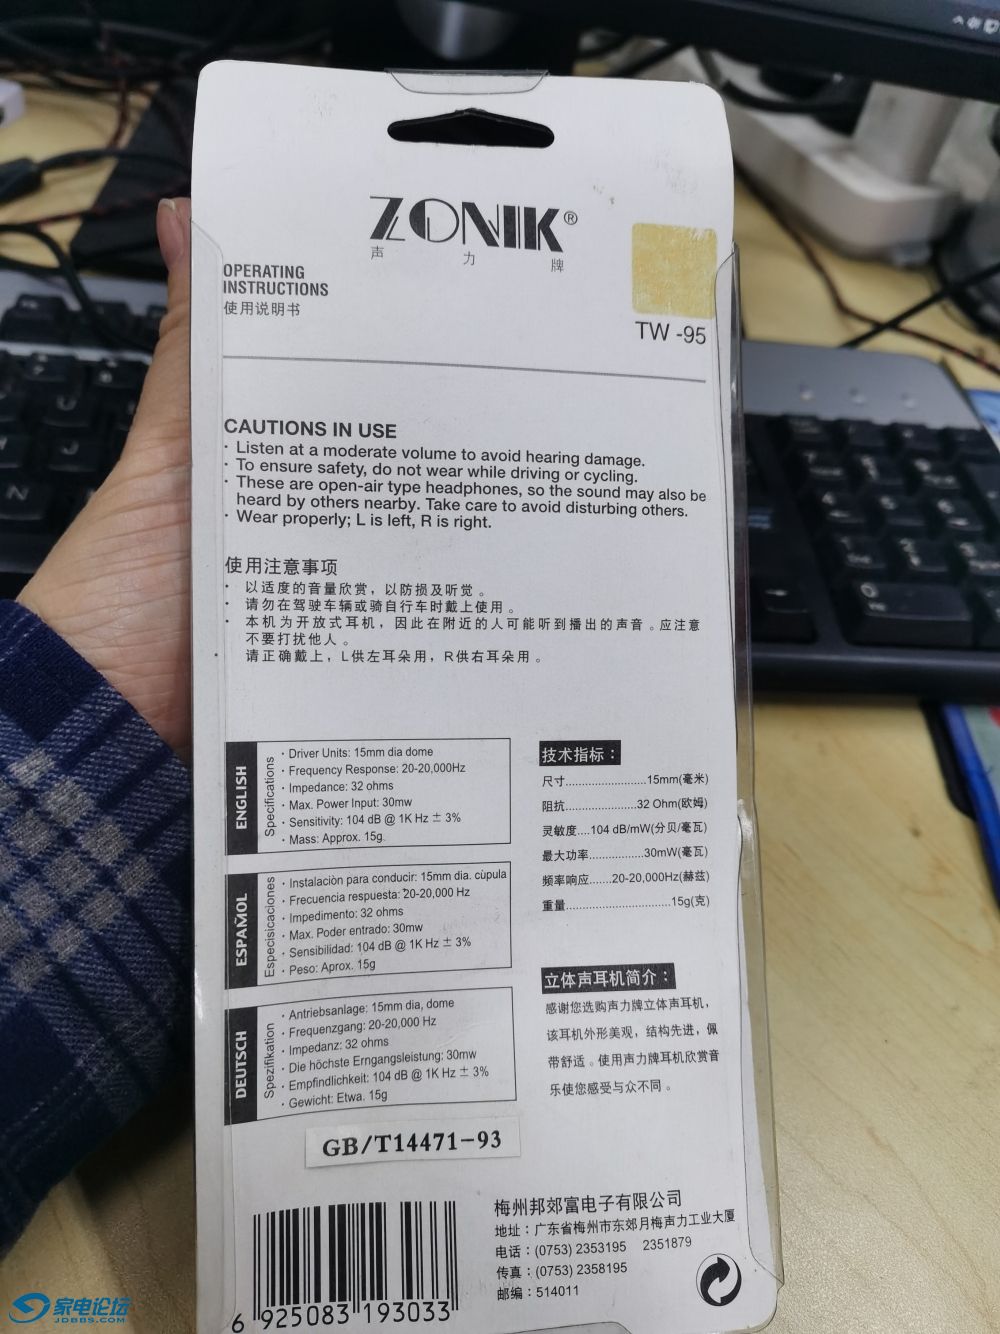 ZONIK®
声力牌
OPERATING
INSTRUCTIONS
使用说明书
TW -95
CAUTIONS IN USE
· Listen at a moderate volume to avoid hearing damage.
· To ensure safety, do not wear while driving or cycling.
· These are open-air type headphones, so the sound may also be
heard by others nearby. Take care to avoid disturbing others.
· Wear properly; L is left, R is right.
使用注意事项
· 以适度的音量欣赏，以防损及听觉。
· 请勿在驾驶车辆或骑自行车时戴上使用。
· 本机为开放式耳机，因此在附近的人可能听到播出的声音。应注意
不要打扰他人。
· 请正确戴上，L供左耳朵用，R供右耳朵用。
ENGLISH
Specifications
· Driver Units: 15mm dia dome
· Frequency Response: 20-20,000Hz
· Impedance: 32 ohms
· Max. Power Input: 30mw
· Sensitivity: 104 dB @ 1K Hz ± 3%
· Mass: Approx. 15g.
ESPAÑOL
Especisicaciones
· Instalaciòn para conducir: 15mm dia. cùpula
· Frecuencia respuesta: 20-20,000 Hz
· Impedimento: 32 ohms
· Max. Poder entrado: 30mw
· Sensibilidad: 104 dB @ 1K Hz ± 3%
· Peso: Aprox. 15g
DEUTSCH
Spezifikation
· Antriebsanlage: 15mm dia, dome
· Frequenzgang: 20-20,000 Hz
· Impedanz: 32 ohms
· Die höchste Erngangsleistung: 30mw
· Empfindlichkeit: 104 dB @ 1K Hz ± 3%
· Gewicht: Etwa. 15g
技术指标：
尺寸........................15mm(毫米)
阻抗.....................32 Ohm(欧姆)
灵敏度....104 dB/mW(分贝/毫瓦)
最大功率................30mW(毫瓦)
频率响应.......20-20,000Hz(赫兹)
重量...............................15g(克)
立体声耳机简介：
感谢您选购声力牌立体声耳机，
该耳机外形美观，结构先进，佩
带舒适。使用声力牌耳机欣赏音
乐使您感受与众不同。
GB/T14471-93
6 925083 193033
梅州邦郊富电子有限公司
地址：广东省梅州市东郊月梅声力工业大厦
电话：(0753) 2353195 2351879
传真：(0753) 2358195
邮编：514011
家电论坛
JDBBS.COM